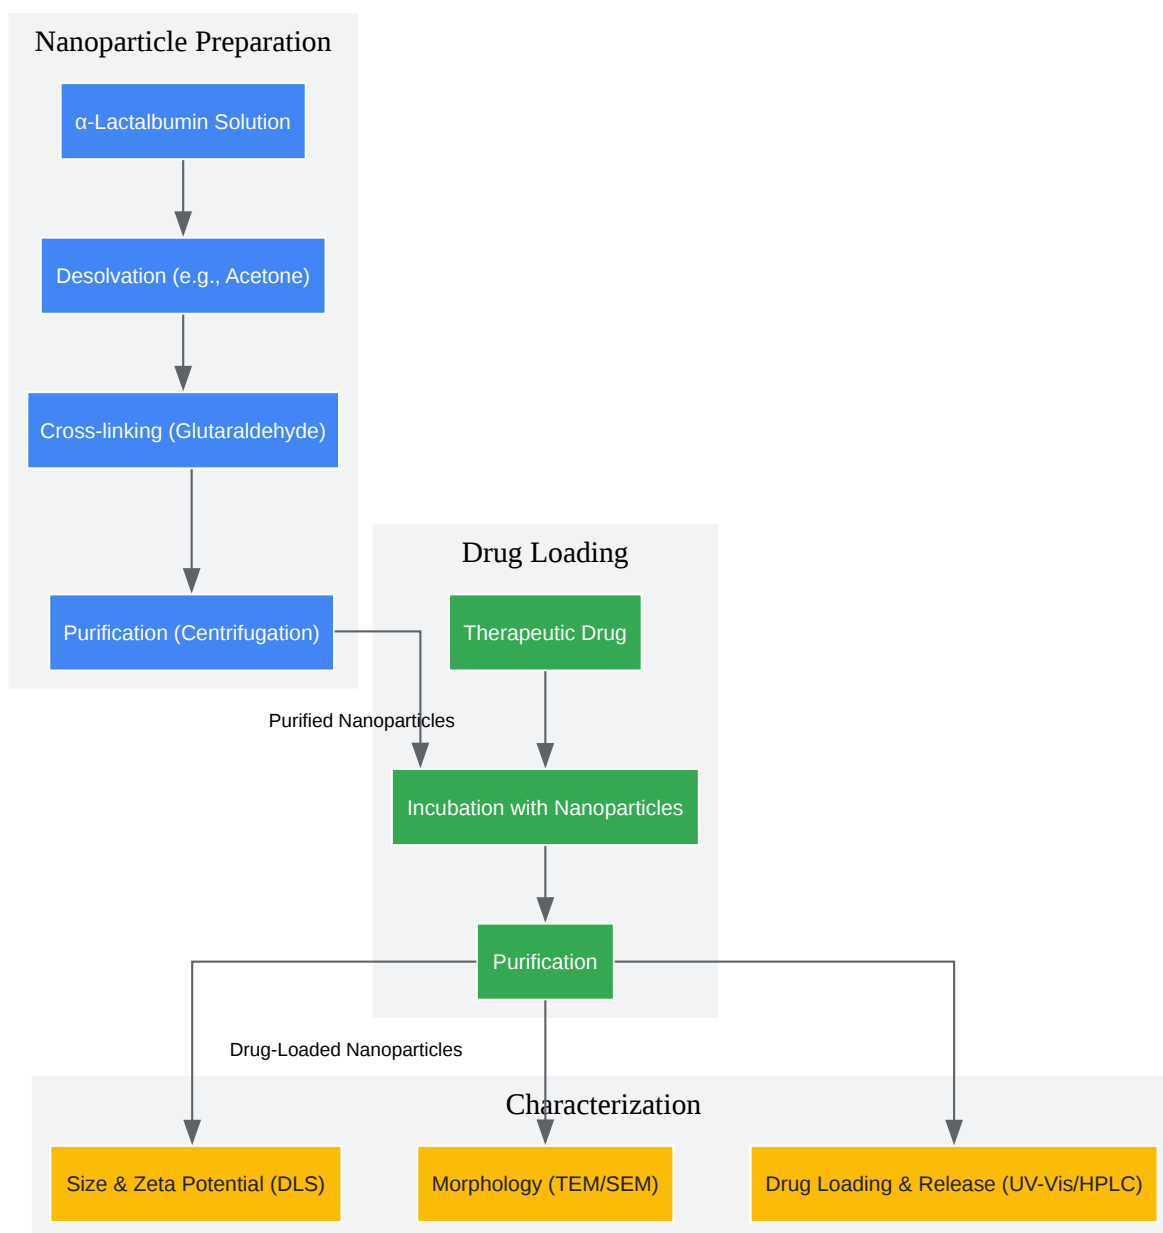 Nanoparticle Preparation
α-Lactalbumin Solution
Desolvation (e.g., Acetone)
Cross-linking (Glutaraldehyde)
Purification (Centrifugation)
Drug Loading
Therapeutic Drug
Purified Nanoparticles
Incubation with Nanoparticles
Purification
Drug-Loaded Nanoparticles
Characterization
Size & Zeta Potential (DLS)
Morphology (TEM/SEM)
Drug Loading & Release (UV-Vis/HPLC)